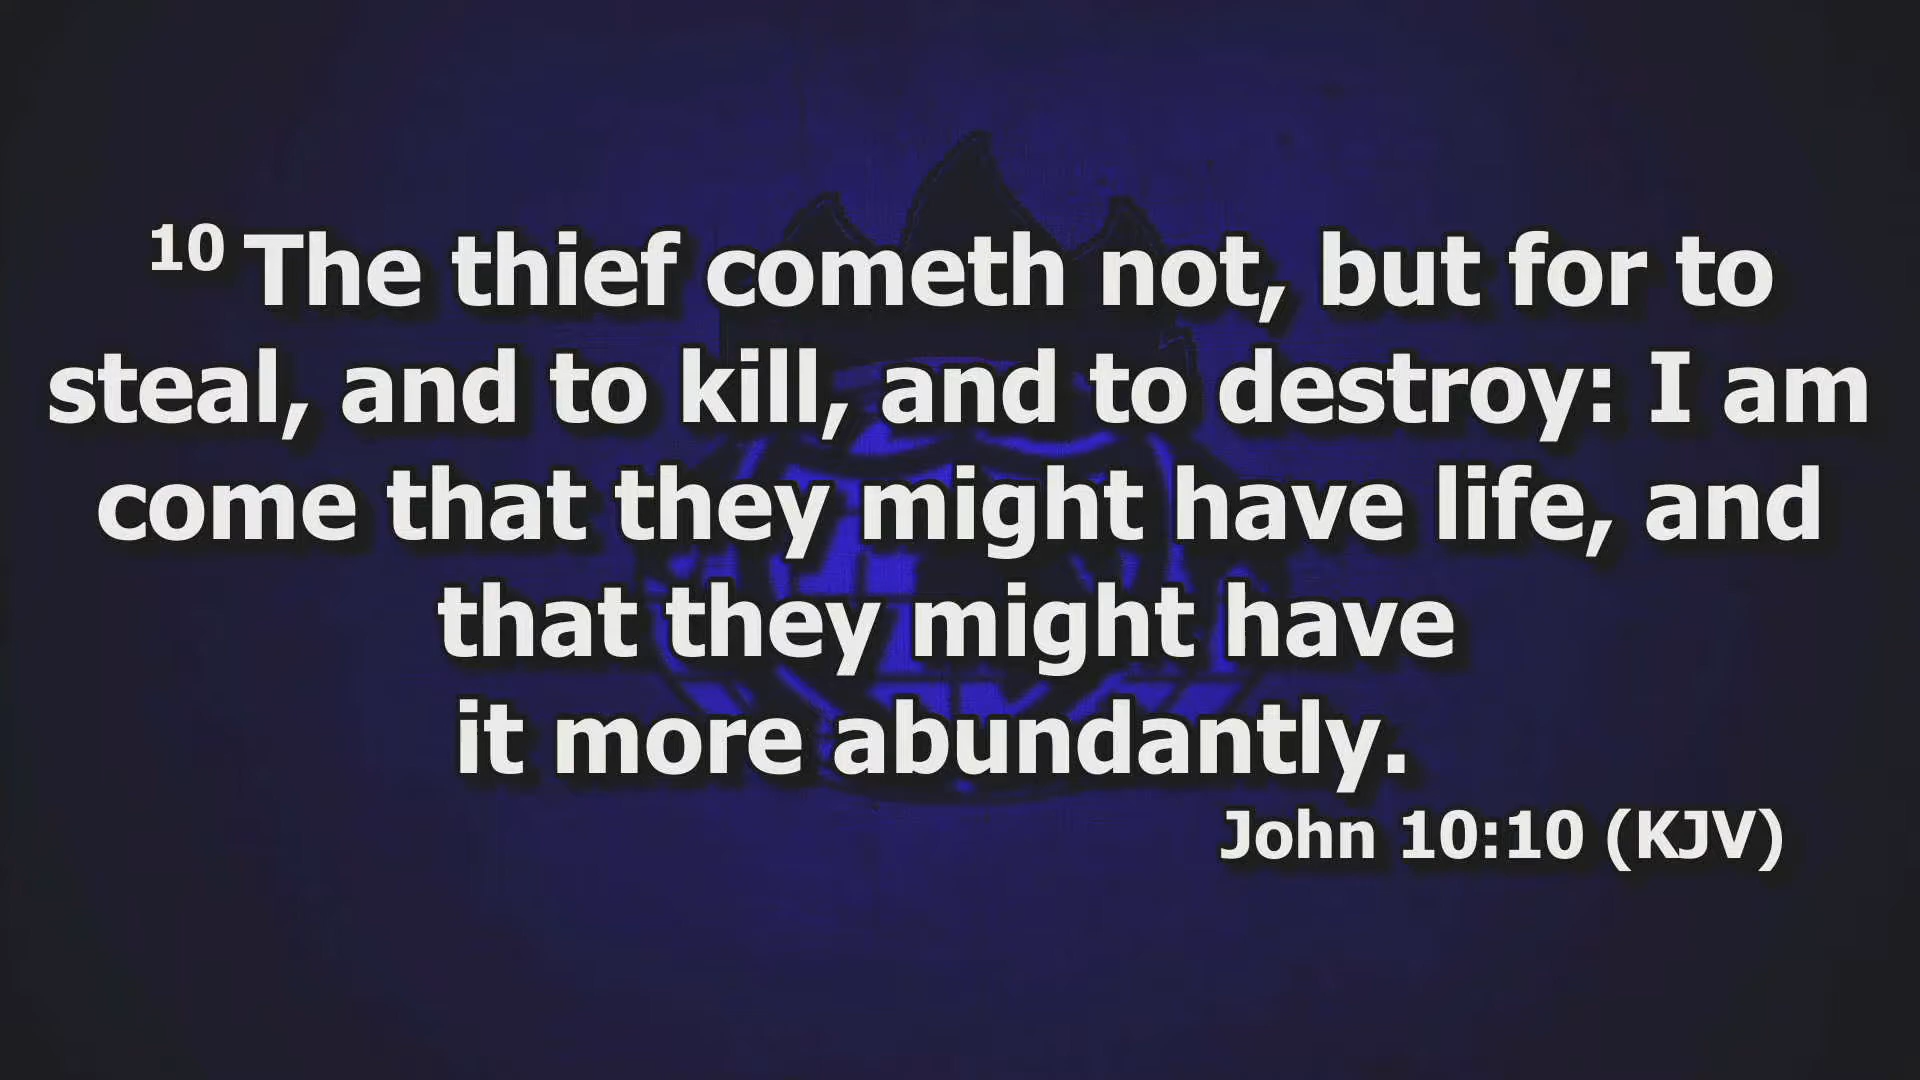 10 The thief cometh not, but for to
steal, and to kill, and to destroy: I am
come that they might have life, and
that they might have
it more abundantly.
John 10:10 (KJV)